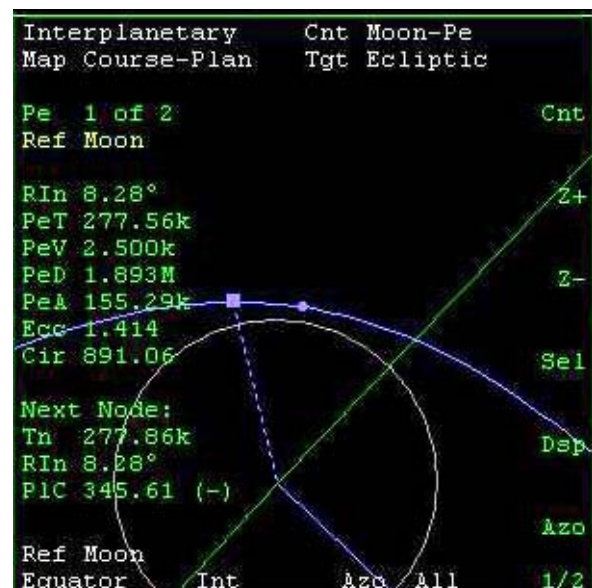 Interplanetary Cnt Moon-Pe
Map Course-Plan Tgt Ecliptic
Pe 1 of 2 Cnt
Ref Moon
RIn 8.28° Z+
PeT 277.56k
PeV 2.500k
PeD 1.893M Z-
PeA 155.29k
Ecc 1.414
Cir 891.06 Sel
Next Node:
Tn 277.86k Dsp
RIn 8.28°
PlC 345.61 (-)
Azo
Ref Moon
Equator Int Azo All 1/2